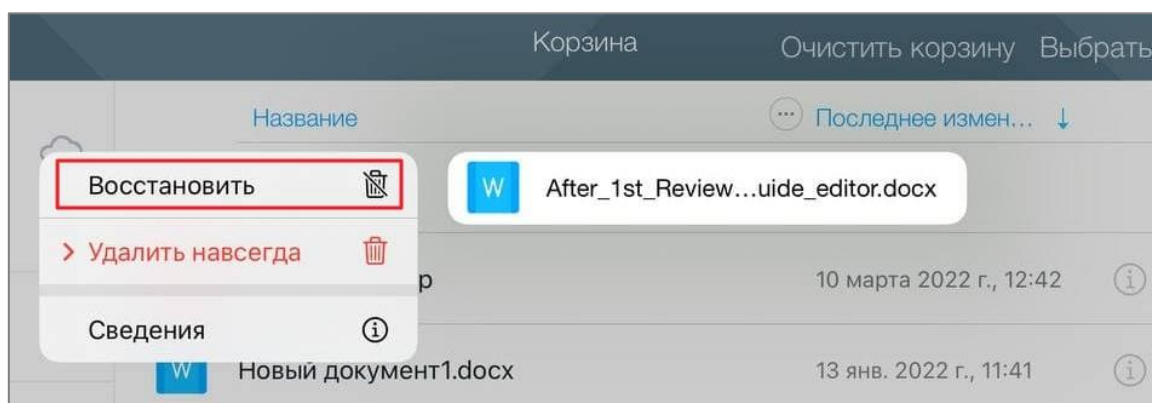 Корзина Очистить корзину Выбрать
Название Последнее измен...
Восстановить
W After_1st_Review...uide_editor.docx
Удалить навсегда
р 10 марта 2022 г., 12:42
Сведения
W Новый документ1.docx 13 янв. 2022 г., 11:41